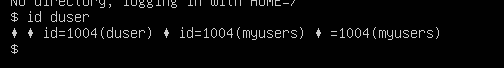 No directory, logging in with HOME=/
$ id duser
♦ ♦ id=1004(duser) ♦ id=1004(myusers) ♦ =1004(myusers)
$